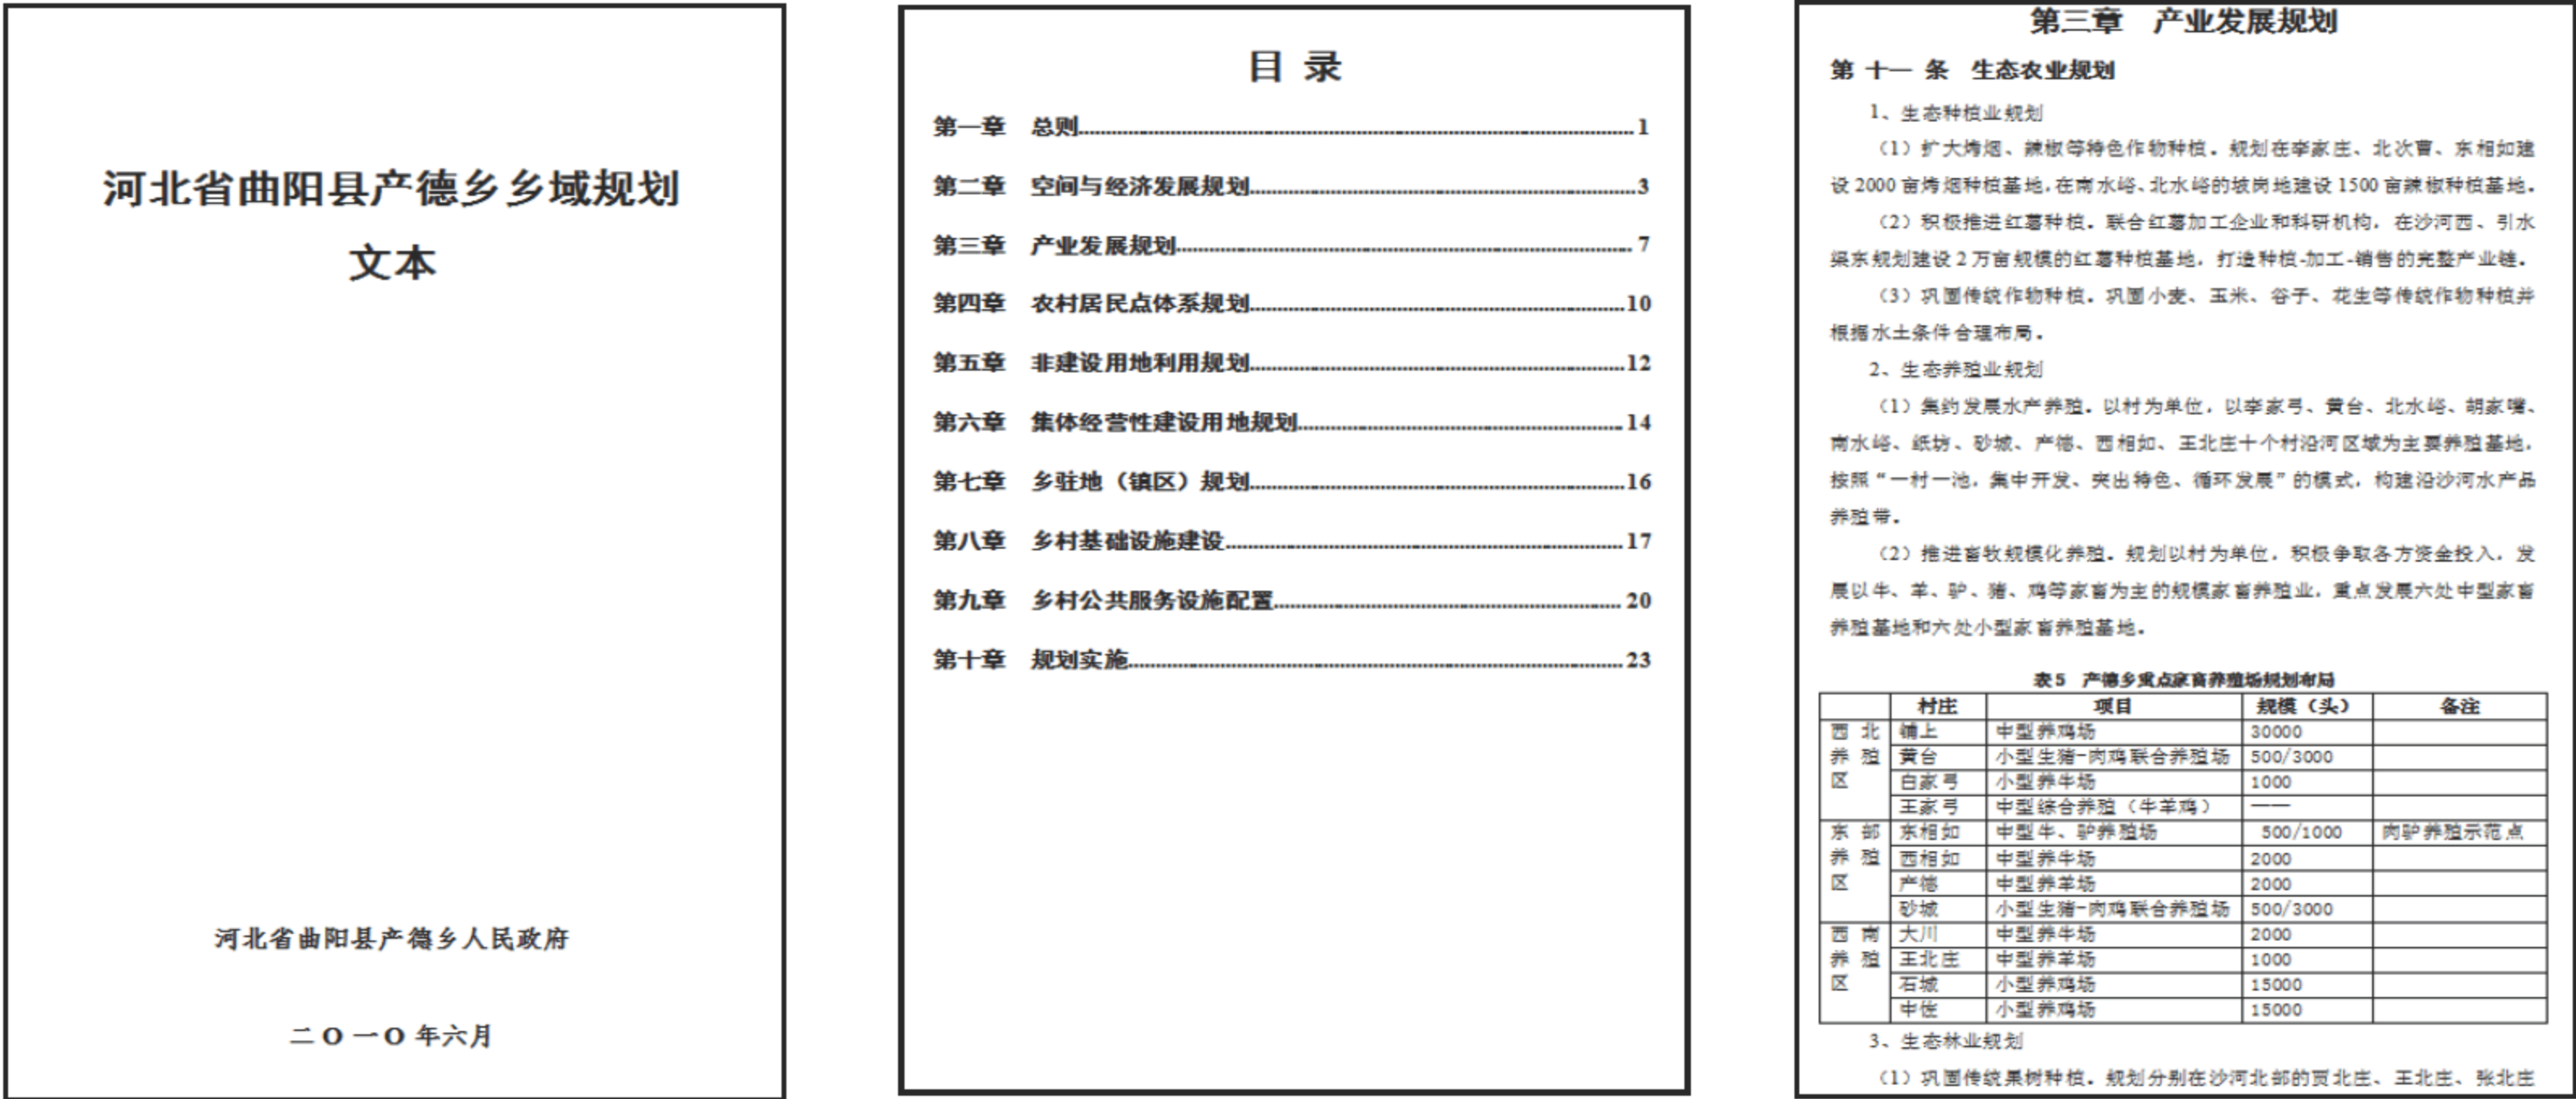 河北省曲阳县产德乡乡域规划
文本
河北省曲阳县产德乡人民政府
二〇一〇年六月
目 录
第一章 总则 1
第二章 空间与经济发展规划 3
第三章 产业发展规划 7
第四章 农村居民点体系规划 10
第五章 非建设用地利用规划 12
第六章 集体经营性建设用地规划 14
第七章 乡驻地（镇区）规划 16
第八章 乡村基础设施建设 17
第九章 乡村公共服务设施配置 20
第十章 规划实施 23
第三章 产业发展规划
第 十一 条 生态农业规划
1、生态种植业规划
（1）扩大烤烟、辣椒等特色作物种植。规划在李家庄、北次曹、东相如建
设 2000 亩烤烟种植基地，在南水峪、北水峪的坡岗地建设 1500 亩辣椒种植基地。
（2）积极推进红薯种植。联合红薯加工企业和科研机构，在沙河西、引水
渠东规划建设 2 万亩规模的红薯种植基地，打造种植-加工-销售的完整产业链。
（3）巩固传统作物种植。巩固小麦、玉米、谷子、花生等传统作物种植并
根据水土条件合理布局。
2、生态养殖业规划
（1）集约发展水产养殖。以村为单位，以李家弓、黄台、北水峪、胡家嘴、
南水峪、纸坊、砂城、产德、西相如、王北庄十个村沿河区域为主要养殖基地，
按照“一村一池，集中开发、突出特色、循环发展”的模式，构建沿沙河水产品
养殖带。
（2）推进畜牧规模化养殖。规划以村为单位，积极争取各方资金投入，发
展以牛、羊、驴、猪、鸡等家畜为主的规模家畜养殖业，重点发展六处中型家畜
养殖基地和六处小型家畜养殖基地。
表 5 产德乡重点家畜养殖场规划布局
村庄 项目 规模（头） 备注
西北养殖区 铺上 中型养鸡场 30000
黄台 小型生猪-肉鸡联合养殖场 500/3000
白家弓 小型养牛场 1000
王家弓 中型综合养殖（牛羊鸡） ——
东部养殖区 东相如 中型牛、驴养殖场 500/1000 肉驴养殖示范点
西相如 中型养牛场 2000
产德 中型养羊场 2000
砂城 小型生猪-肉鸡联合养殖场 500/3000
西南养殖区 大川 中型养牛场 2000
王北庄 中型养羊场 1000
石城 小型养鸡场 15000
中佐 小型养鸡场 15000
3、生态林业规划
（1）巩固传统果树种植。规划分别在沙河北部的贾北庄、王北庄、张北庄